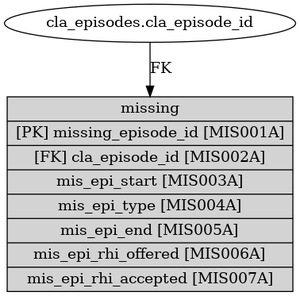 cla_episodes.cla_episode_id
FK
missing
[PK] missing_episode_id [MIS001A]
[FK] cla_episode_id [MIS002A]
mis_epi_start [MIS003A]
mis_epi_type [MIS004A]
mis_epi_end [MIS005A]
mis_epi_rhi_offered [MIS006A]
mis_epi_rhi_accepted [MIS007A]